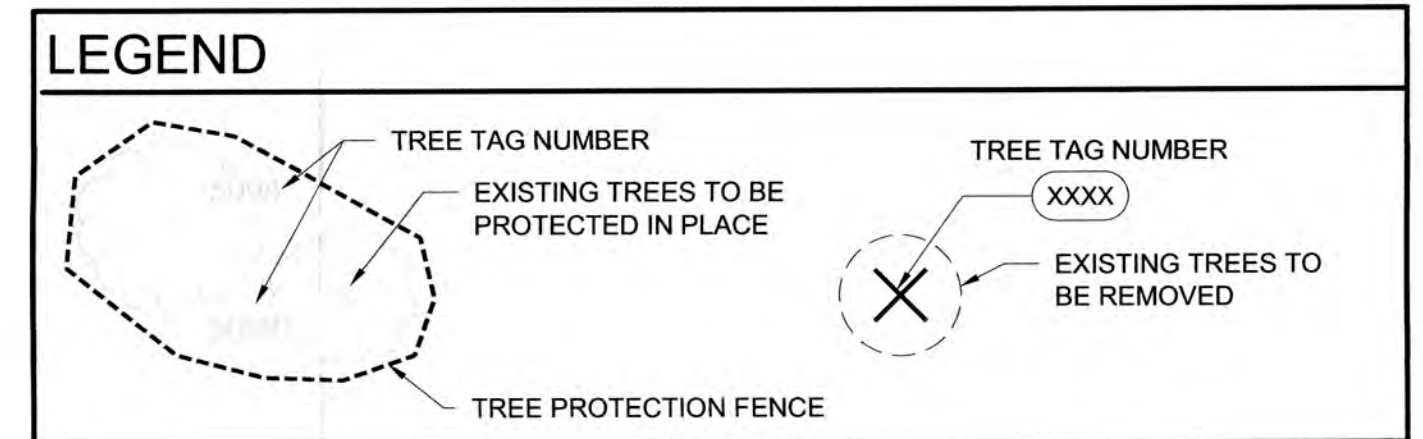 LEGEND
TREE TAG NUMBER
EXISTING TREES TO BE
PROTECTED IN PLACE
TREE PROTECTION FENCE
TREE TAG NUMBER
XXXX
EXISTING TREES TO
BE REMOVED